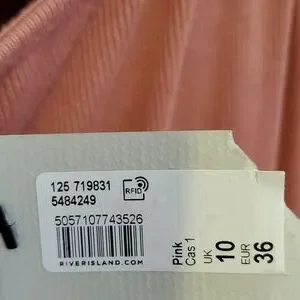 125 719831
5484249
RFID
5057107743526
RIVERISLAND.COM
Pink
Cas 1
UK 10
EUR 36